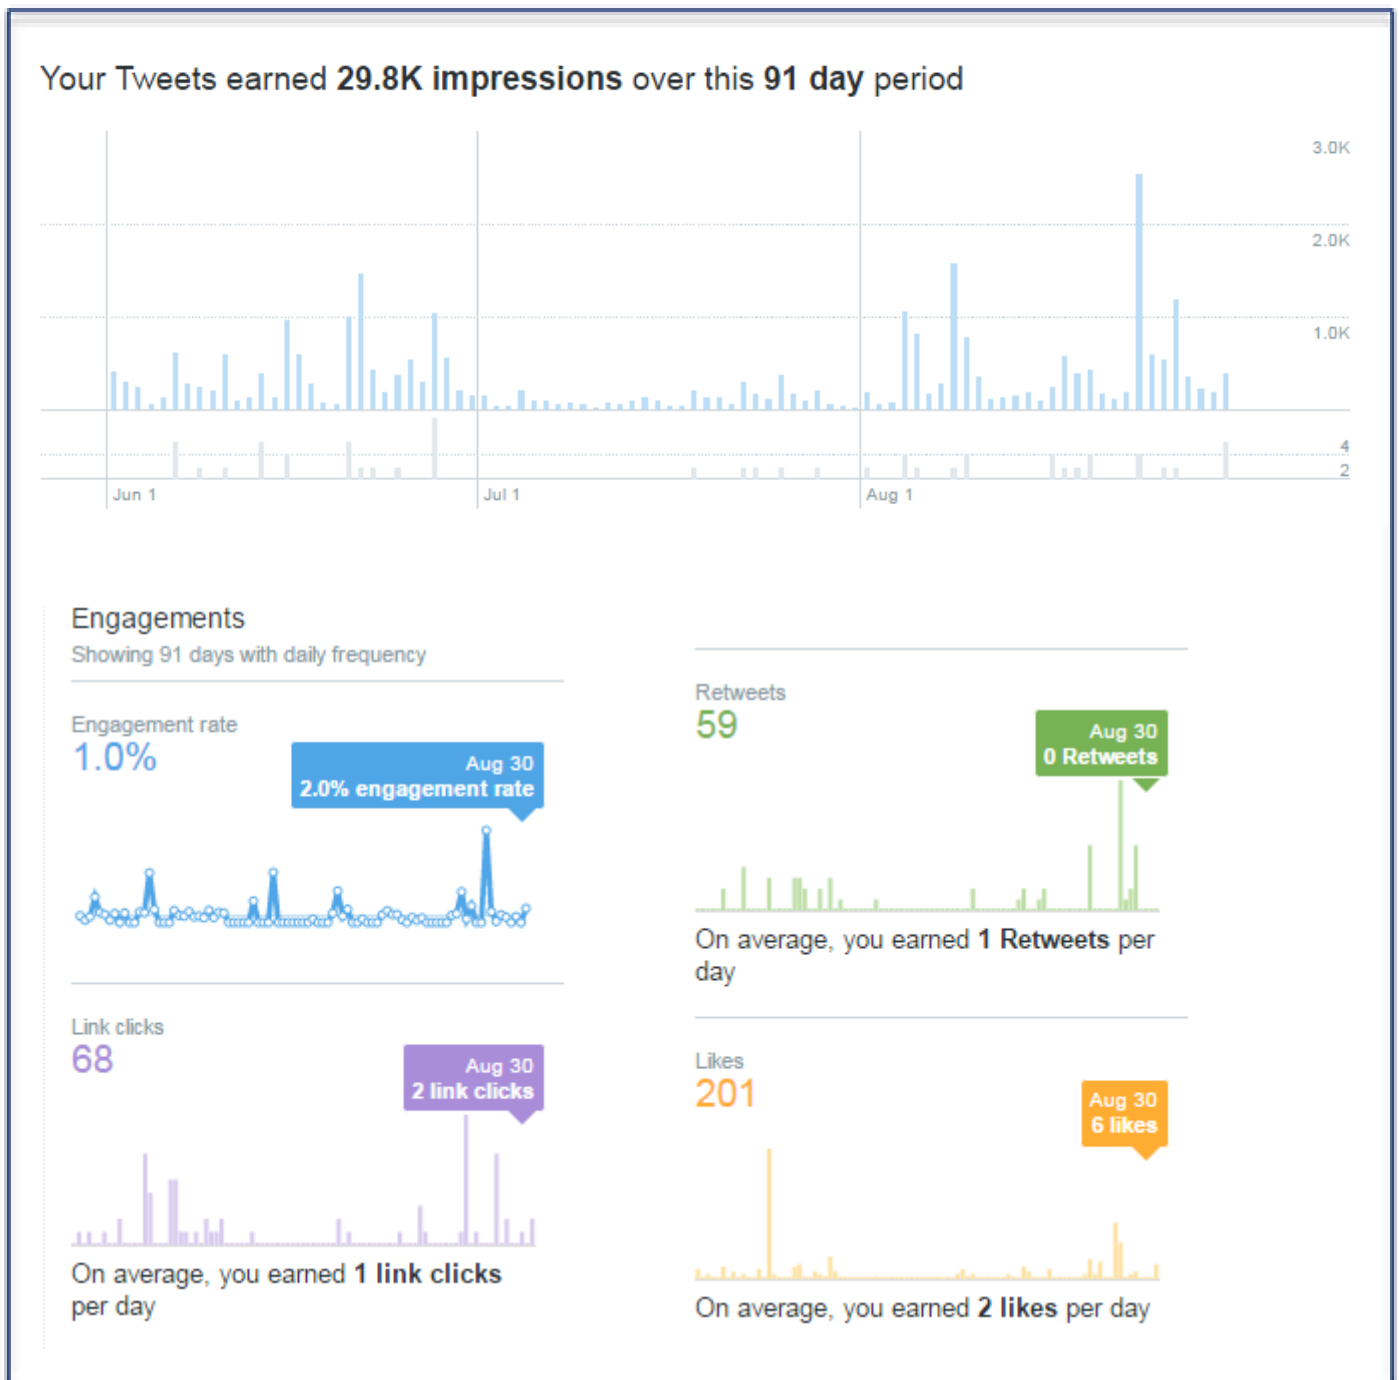 Your Tweets earned 29.8K impressions over this 91 day period
3.0K
2.0K
1.0K
4
2
Jun 1
Jul 1
Aug 1
Engagements
Showing 91 days with daily frequency
Engagement rate
1.0%
Aug 30
2.0% engagement rate
Link clicks
68
Aug 30
2 link clicks
On average, you earned 1 link clicks
per day
Retweets
59
Aug 30
0 Retweets
On average, you earned 1 Retweets per
day
Likes
201
Aug 30
6 likes
On average, you earned 2 likes per day